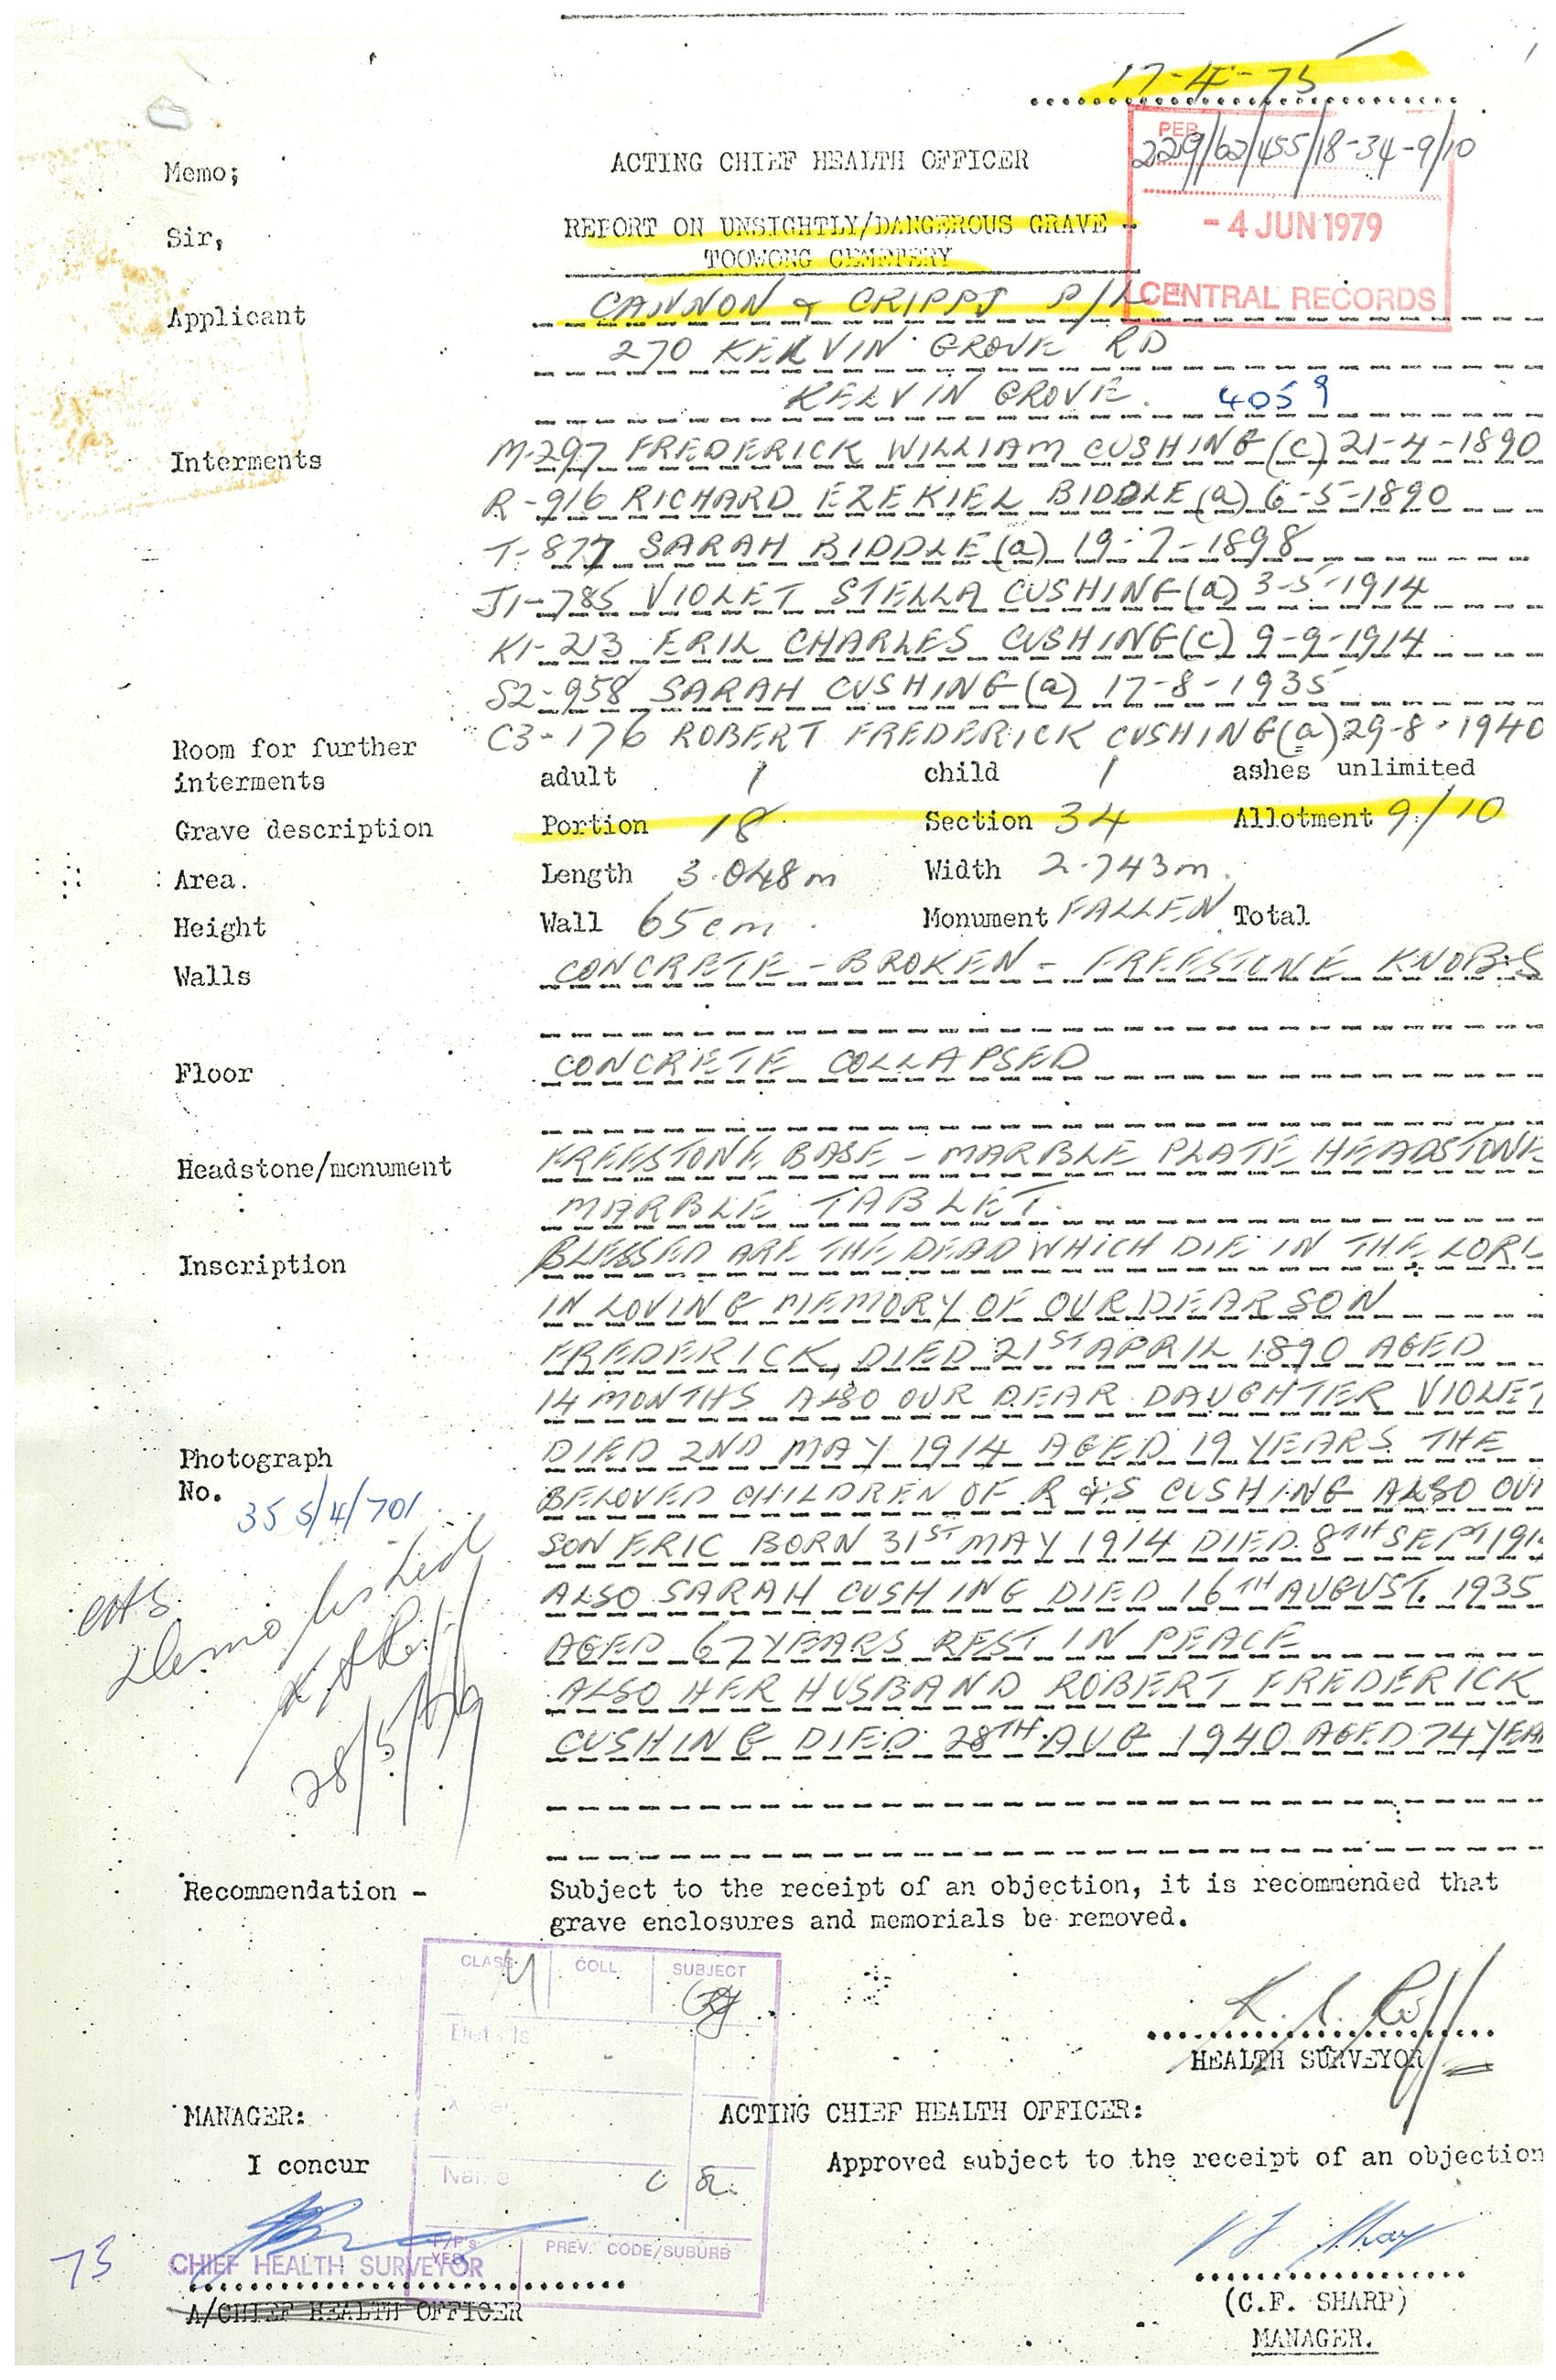 17-4-75
PER
229/62/455/18-34-9/10
Memo;
ACTING CHIEF HEALTH OFFICER
Sir,
REPORT ON UNSIGHTLY/DANGEROUS GRAVE -
TOOWONG CEMETERY
- 4 JUN 1979
CENTRAL RECORDS
Applicant CANNON & CRIPPS P/L
270 KELVIN GROVE RD
KELVIN GROVE. 4059
Interments M-297 FREDERICK WILLIAM CUSHING (c) 21-4-1890
R-916 RICHARD EZEKIEL BIDDLE (a) 6-5-1890
T-877 SARAH BIDDLE (a) 19-7-1898
J1-785 VIOLET STELLA CUSHING (a) 3-5-1914
K1-213 ERIL CHARLES CUSHING (c) 9-9-1914
S2-958 SARAH CUSHING (a) 17-8-1935
C3-176 ROBERT FREDERICK CUSHING (a) 29-8-1940
Room for further
interments adult 1 child 1 ashes unlimited
Grave description Portion 18 Section 34 Allotment 9/10
Area. Length 3.048m Width 2.743m.
Height Wall 65cm. Monument FALLEN Total
Walls CONCRETE - BROKEN - FREESTONE KNOBS
Floor CONCRETE COLLAPSED
Headstone/monument FREESTONE BASE - MARBLE PLATE HEADSTONE
MARBLE TABLET.
Inscription BLESSED ARE THE DEAD WHICH DIE IN THE LORD
IN LOVING MEMORY OF OUR DEAR SON
FREDERICK, DIED 21ST APRIL 1890 AGED
14 MONTHS ALSO OUR DEAR DAUGHTER VIOLET
DIED 2ND MAY 1914 AGED 19 YEARS. THE
BELOVED CHILDREN OF R & S CUSHING ALSO OUR
SON ERIC BORN 31ST MAY 1914 DIED 8TH SEPT 191
ALSO SARAH CUSHING DIED 16TH AUGUST. 1935
AGED 67 YEARS REST IN PEACE
ALSO HER HUSBAND ROBERT FREDERICK
CUSHING DIED 28TH AUG 1940 AGED 74 YEA
Photograph
No. 35 5/4/701
Demolished
28/5/79
Recommendation - Subject to the receipt of an objection, it is recommended that
grave enclosures and memorials be removed.
CLASS COLL. SUBJECT
Details
Name
P/P's
YES
PREV. CODE/SUBURB
HEALTH SURVEYOR
MANAGER: ACTING CHIEF HEALTH OFFICER:
I concur Approved subject to the receipt of an objection
73
CHIEF HEALTH SURVEYOR
A/CHIEF HEALTH OFFICER
(C.F. SHARP)
MANAGER.